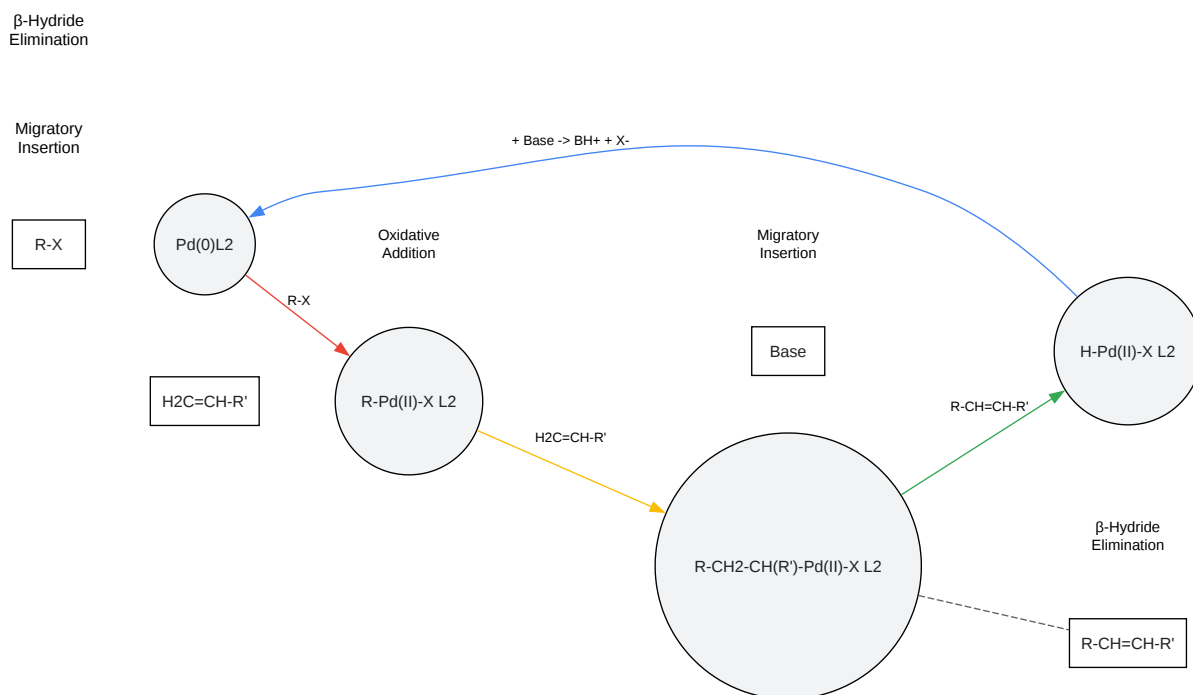 β-Hydride
Elimination
Migratory
Insertion
+ Base -> BH+ + X-
R-X
Pd(0)L2
Oxidative
Addition
Migratory
Insertion
R-X
Base
H-Pd(II)-X L2
H2C=CH-R'
R-Pd(II)-X L2
R-CH=CH-R'
H2C=CH-R'
β-Hydride
Elimination
R-CH2-CH(R')-Pd(II)-X L2
R-CH=CH-R'